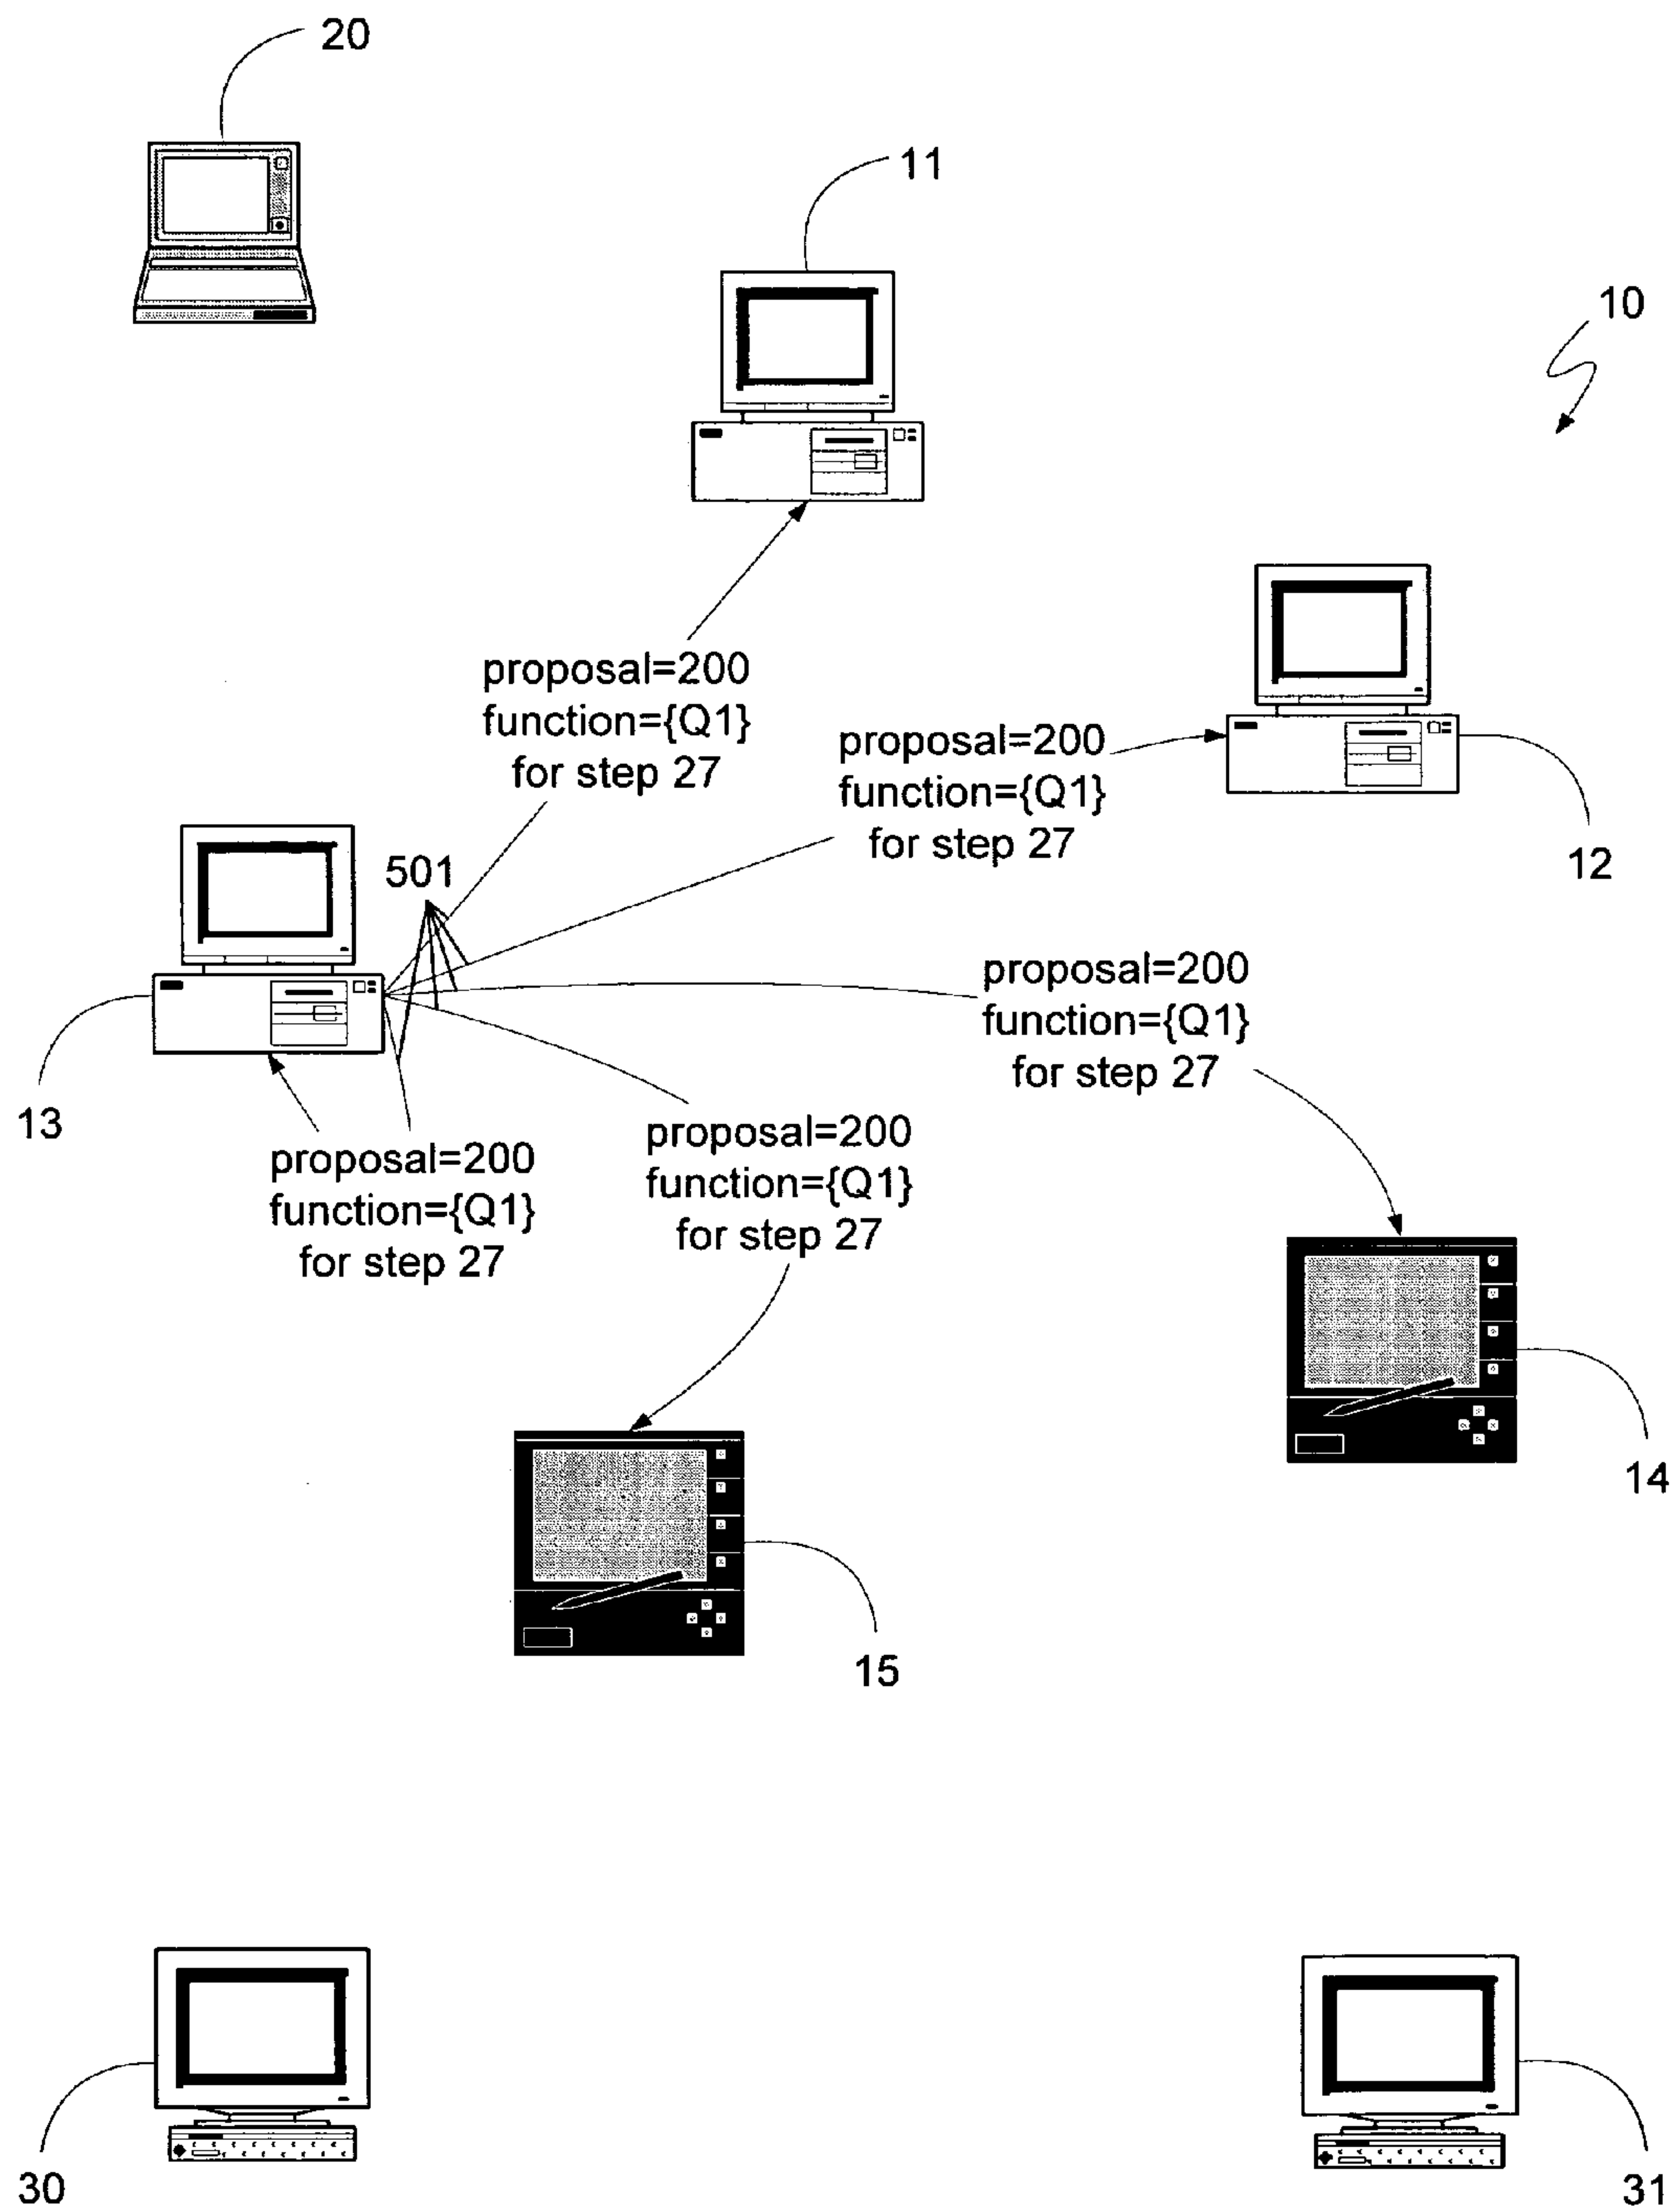 20
11
10
proposal=200
function={Q1}
for step 27
proposal=200
function={Q1}
for step 27
12
501
proposal=200
function={Q1}
for step 27
13
proposal=200
function={Q1}
for step 27
proposal=200
function={Q1}
for step 27
14
15
30
31